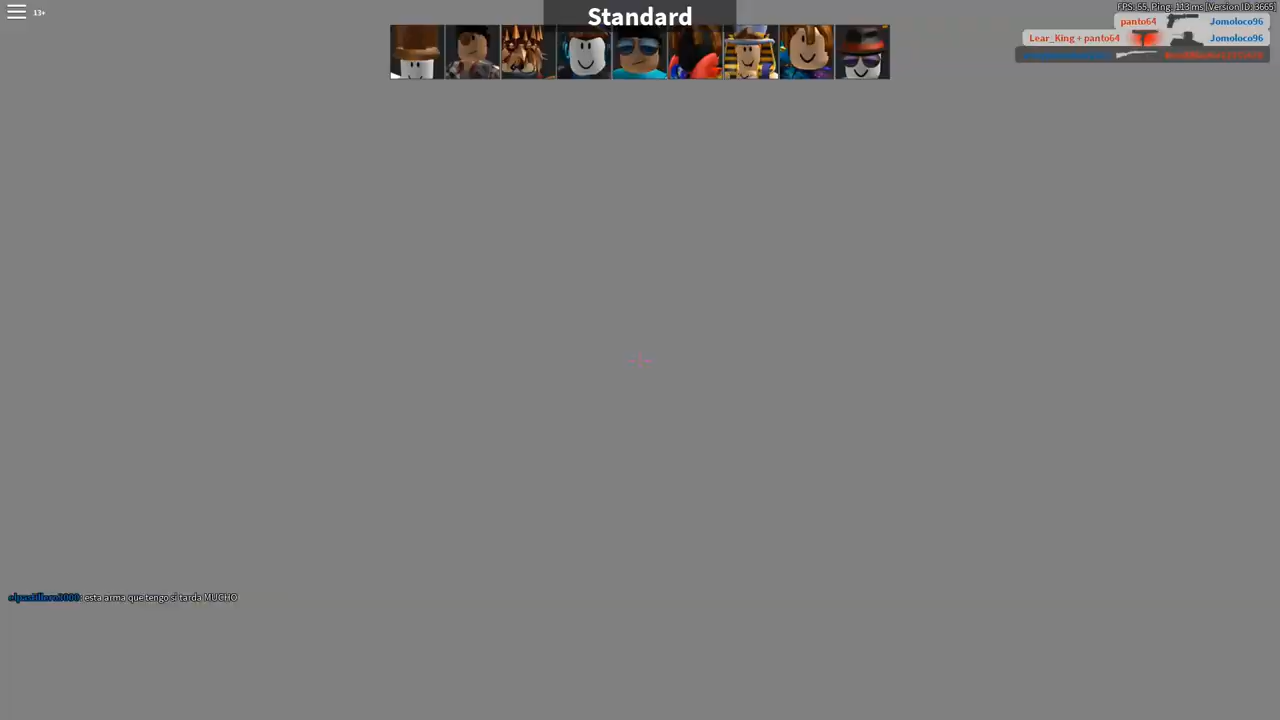 Standard
13+
FPS: 55, Ping: 113 ms [Version ID: 3665]
panto64 Jomoloco96
Lear_King + panto64 Jomoloco96
elpastillero3000: esta arma que tengo si tarda MUCHO